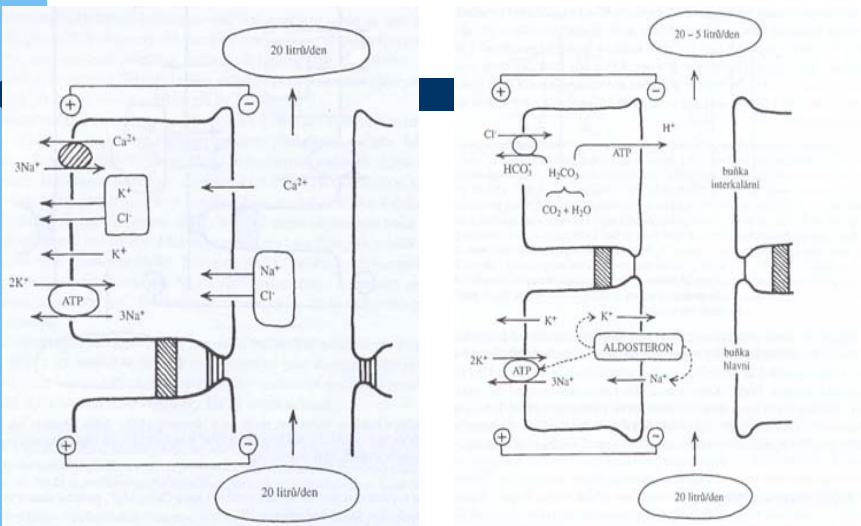 20 litrů/den
+
−
Ca²⁺
3Na⁺
K⁺
Cl⁻
Ca²⁺
K⁺
2K⁺
ATP
3Na⁺
Na⁺
Cl⁻
+
−
20 litrů/den
20 – 5 litrů/den
+
−
Cl⁻
H⁺
ATP
HCO₃⁻
H₂CO₃
CO₂ + H₂O
buňka
interkalární
K⁺
K⁺
ALDOSTERON
2K⁺
ATP
3Na⁺
Na⁺
buňka
hlavní
+
−
20 litrů/den